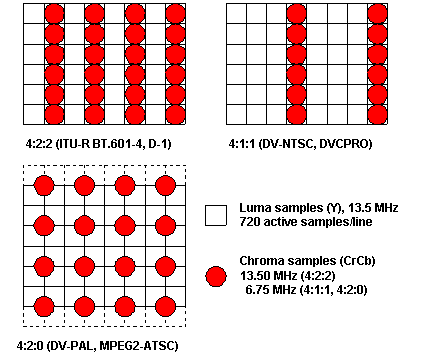 4:2:2 (ITU-R BT.601-4, D-1)
4:1:1 (DV-NTSC, DVCPRO)
Luma samples (Y), 13.5 MHz
720 active samples/line
Chroma samples (CrCb)
13.50 MHz (4:2:2)
6.75 MHz (4:1:1, 4:2:0)
4:2:0 (DV-PAL, MPEG2-ATSC)